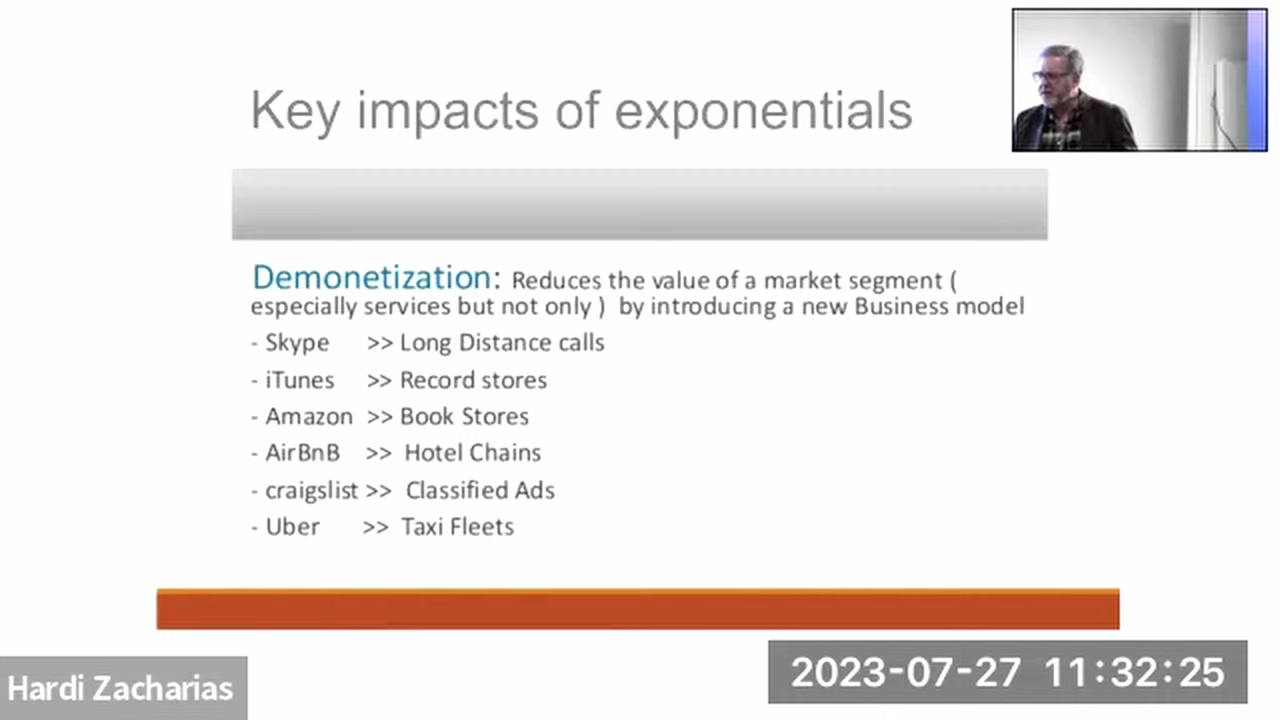 Key impacts of exponentials
Demonetization: Reduces the value of a market segment (
especially services but not only ) by introducing a new Business model
- Skype >> Long Distance calls
- iTunes >> Record stores
- Amazon >> Book Stores
- AirBnB >> Hotel Chains
- craigslist >> Classified Ads
- Uber >> Taxi Fleets
Hardi Zacharias
2023-07-27 11:32:25